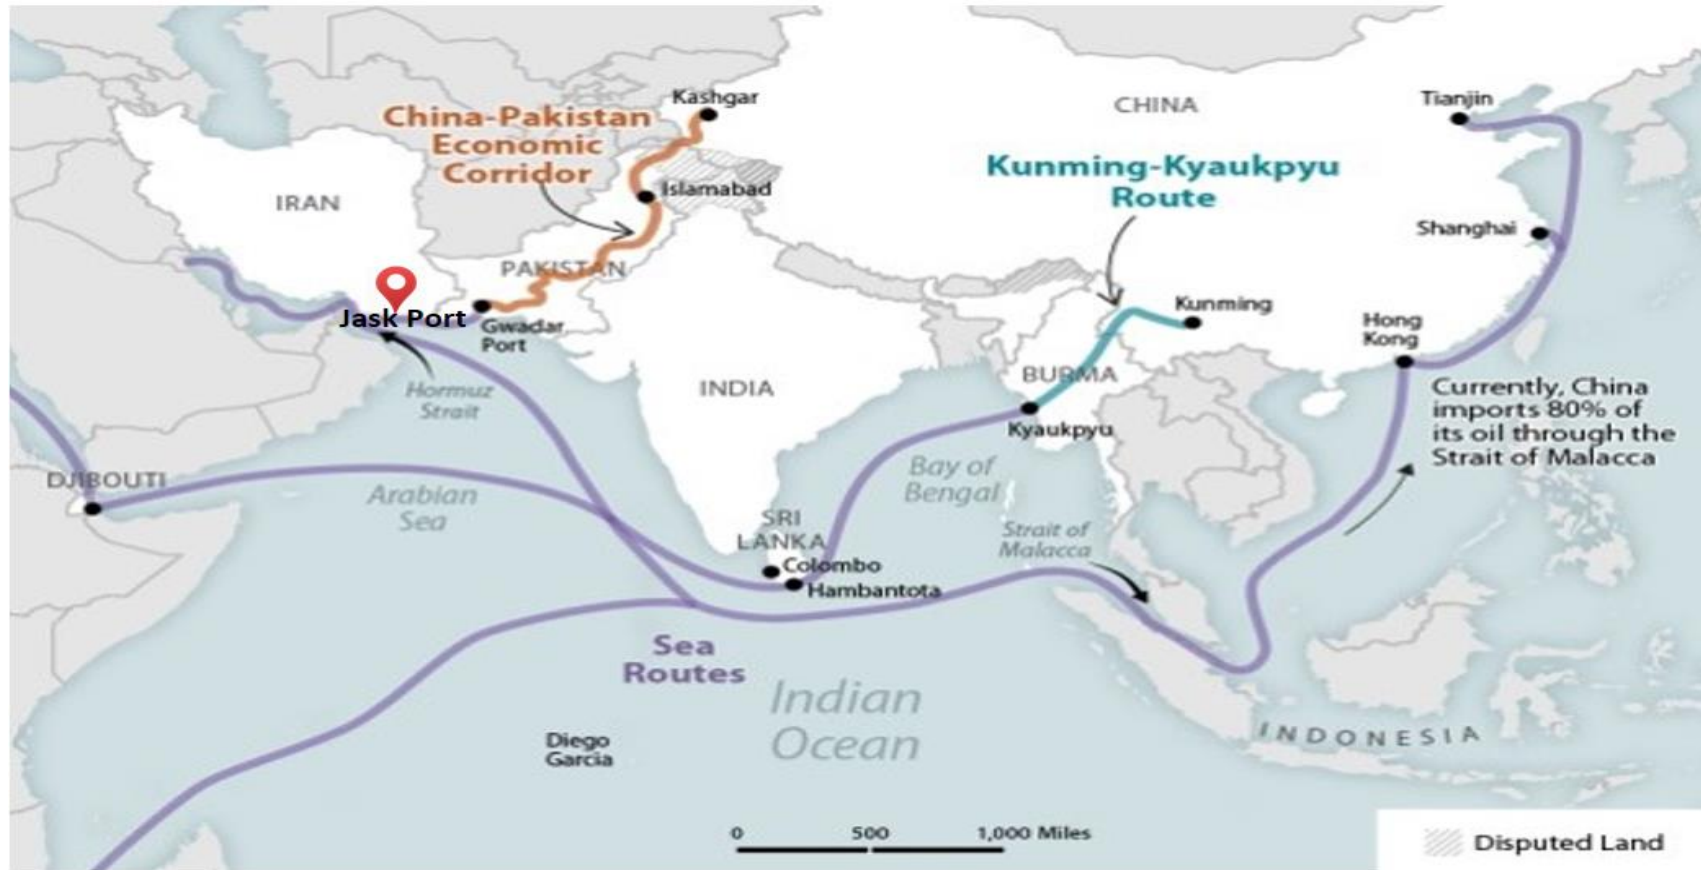 Kashgar
China-Pakistan
Economic
Corridor
CHINA
Tianjin
Kunming-Kyaukpyu
Route
Islamabad
IRAN
Shanghai
PAKISTAN
Jask Port
Gwadar
Port
Kunming
Hong
Kong
Hormuz
Strait
INDIA
BURMA
Kyaukpyu
Currently, China
imports 80% of
its oil through the
Strait of Malacca
DJIBOUTI
Arabian
Sea
Bay of
Bengal
SRI
LANKA
Strait of
Malacca
Colombo
Hambantota
Sea
Routes
Indian
Ocean
Diego
Garcia
INDONESIA
0 500 1,000 Miles
Disputed Land